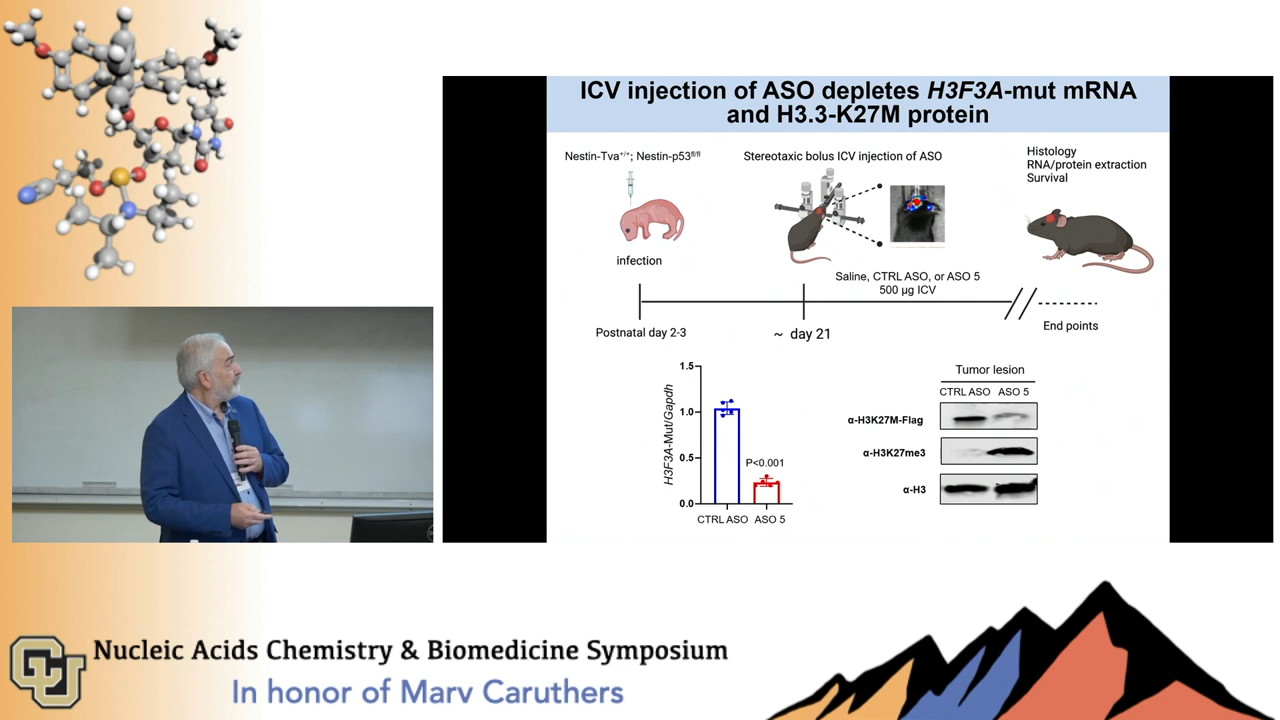 ICV injection of ASO depletes H3F3A-mut mRNA
and H3.3-K27M protein
Nestin-Tva+/+; Nestin-p53fl/fl
Stereotaxic bolus ICV injection of ASO
Histology
RNA/protein extraction
Survival
infection
Saline, CTRL ASO, or ASO 5
500 µg ICV
Postnatal day 2-3
~ day 21
End points
1.5
1.0
0.5
0.0
H3F3A-Mut/Gapdh
P<0.001
CTRL ASO
ASO 5
Tumor lesion
CTRL ASO ASO 5
α-H3K27M-Flag
α-H3K27me3
α-H3
CU
Nucleic Acids Chemistry & Biomedicine Symposium
In honor of Marv Caruthers